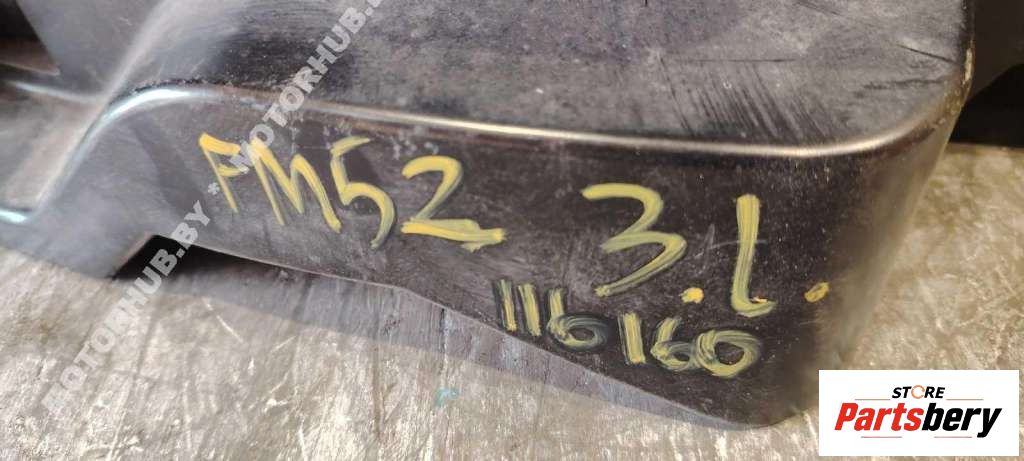 FM52 3.l.
116160
MOTORHUB.BY * MOTORHUB.BY
STORE
Partsbery